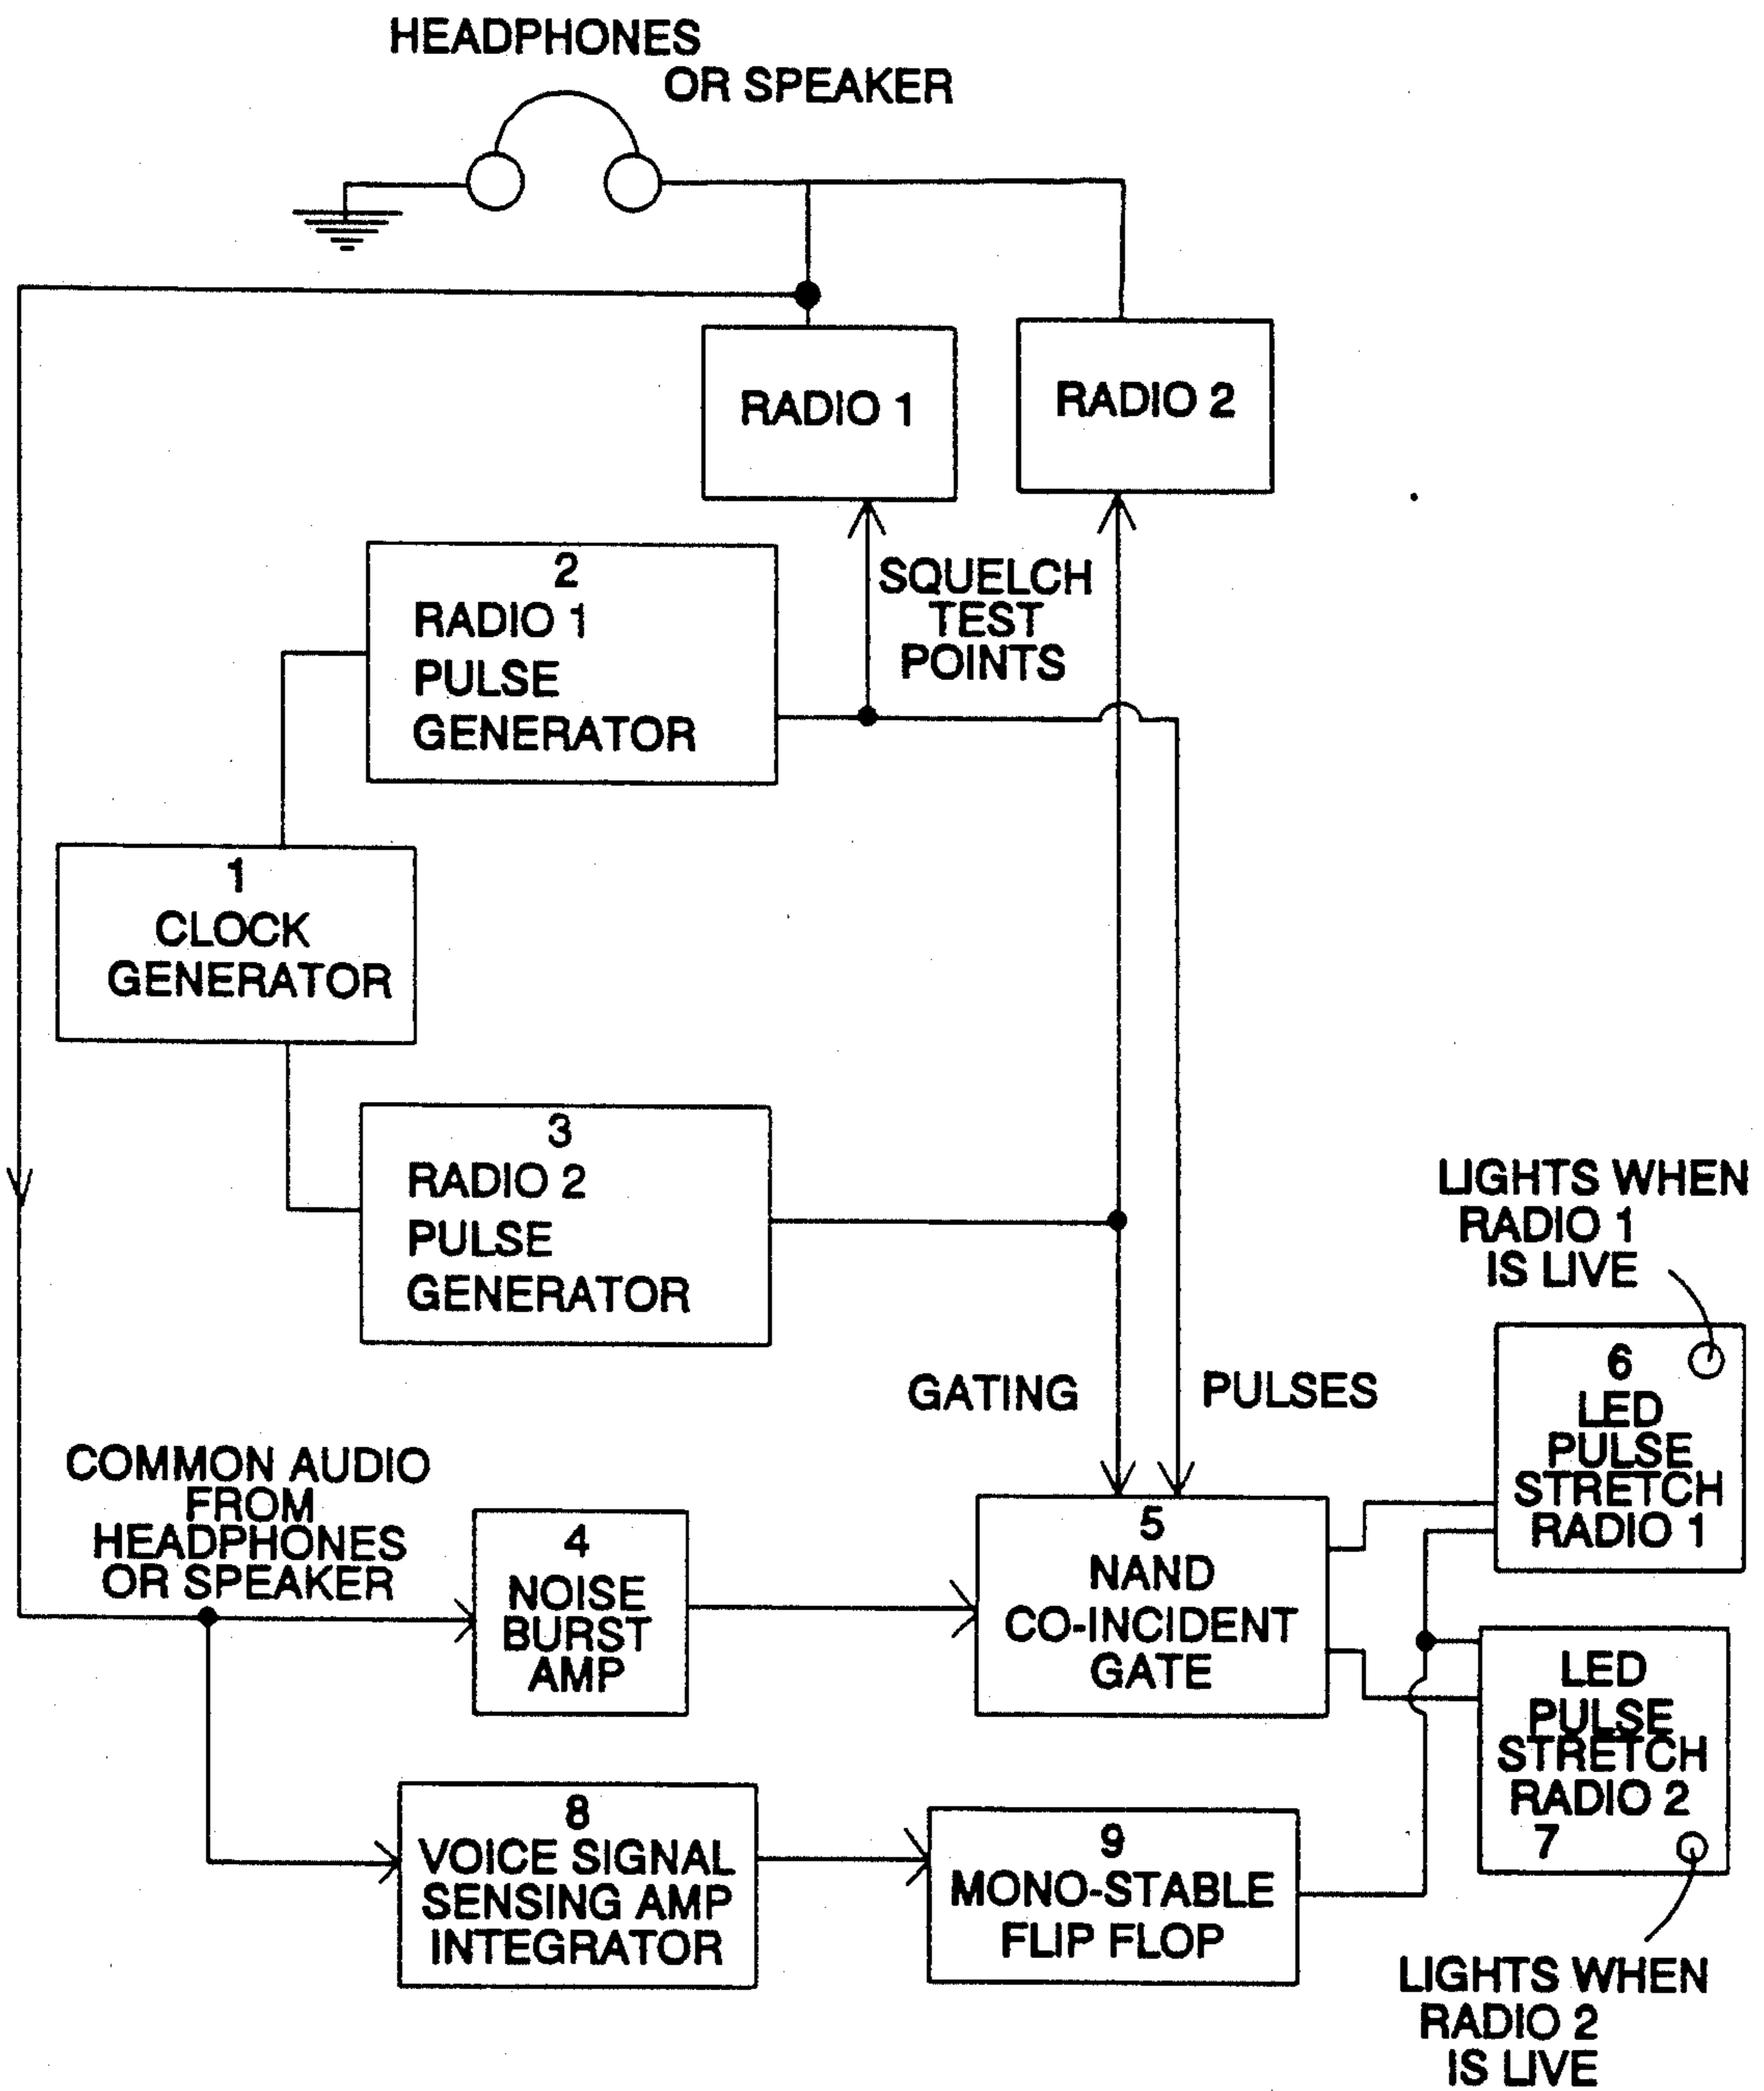 HEADPHONES
OR SPEAKER
RADIO 1
RADIO 2
2
RADIO 1
PULSE
GENERATOR
SQUELCH
TEST
POINTS
1
CLOCK
GENERATOR
3
RADIO 2
PULSE
GENERATOR
LIGHTS WHEN
RADIO 1
IS LIVE
GATING
PULSES
6
LED
PULSE
STRETCH
RADIO 1
COMMON AUDIO
FROM
HEADPHONES
OR SPEAKER
4
NOISE
BURST
AMP
5
NAND
CO-INCIDENT
GATE
LED
PULSE
STRETCH
RADIO 2
7
8
VOICE SIGNAL
SENSING AMP
INTEGRATOR
9
MONO-STABLE
FLIP FLOP
LIGHTS WHEN
RADIO 2
IS LIVE